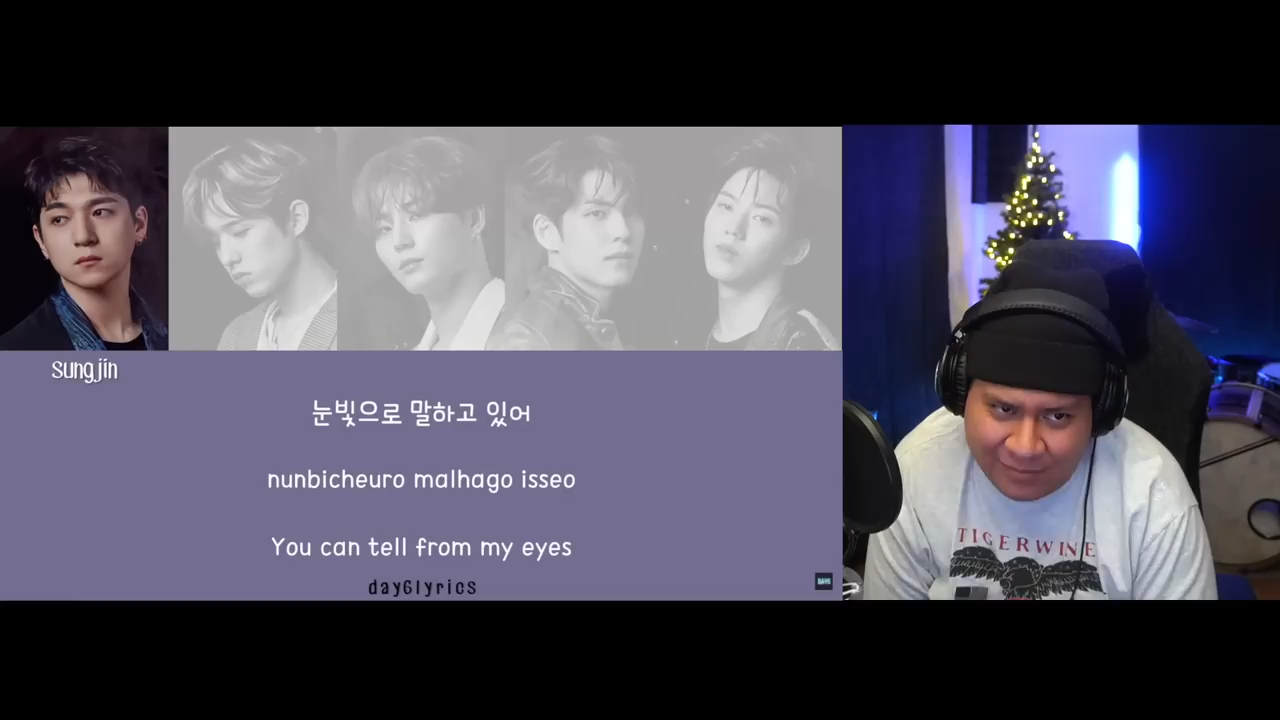 sungjin
눈빛으로 말하고 있어
nunbicheuro malhago isseo
You can tell from my eyes
day6lyrics
DAY6
TIGERWINE